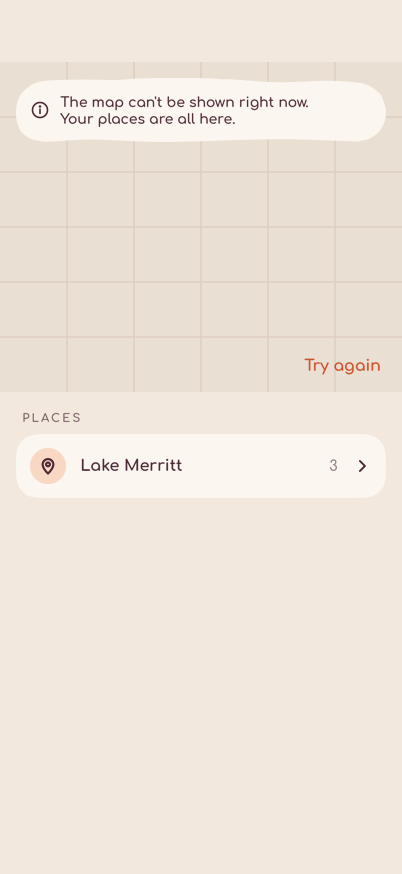 The map can't be shown right now.
Your places are all here.
Try again
PLACES
Lake Merritt 3